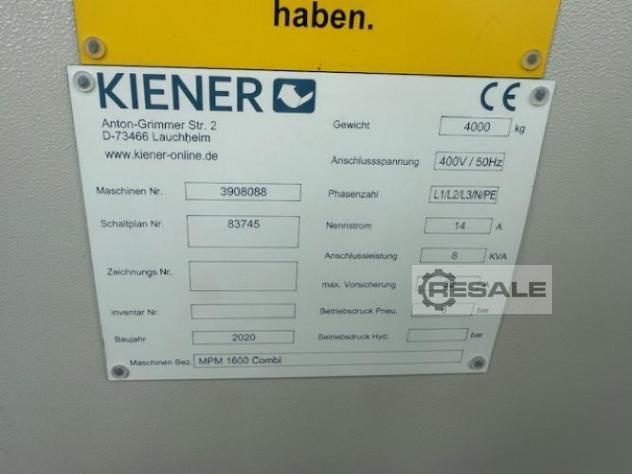 haben.
KIENER
CE
Anton-Grimmer Str. 2
D-73466 Lauchheim
www.kiener-online.de
Maschinen Nr. 3908088
Schaltplan Nr. 83745
Zeichnungs Nr.
Inventar Nr.
Baujahr 2020
Maschinen Bez. MPM 1600 Combi
Gewicht 4000 kg
Anschlussspannung 400V / 50Hz
Phasenzahl L1/L2/L3/N/PE
Nennstrom 14 A
Anschlussleistung 8 KVA
max. Vorsicherung A
Betriebsdruck Pneu. 6 bar
Betriebsdruck Hyd. bar
RESALE